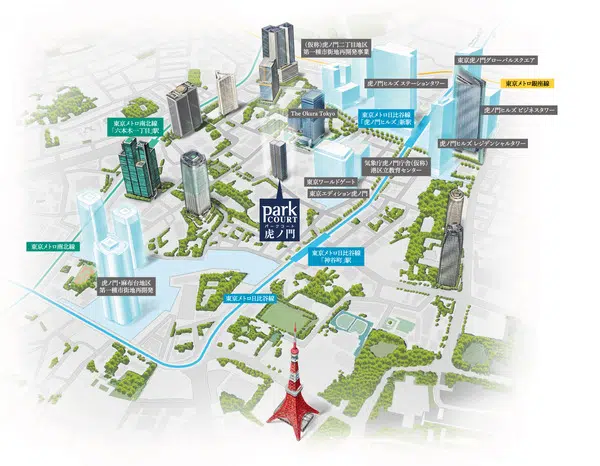 (仮称)虎ノ門二丁目地区
第一種市街地再開発事業
東京虎ノ門グローバルスクエア
虎ノ門ヒルズ ステーションタワー
東京メトロ銀座線
東京メトロ南北線
「六本木一丁目」駅
The Okura Tokyo
東京メトロ日比谷線
「虎ノ門ヒルズ」新駅
虎ノ門ヒルズ ビジネスタワー
虎ノ門ヒルズ レジデンシャルタワー
気象庁虎ノ門庁舎(仮称)
港区立教育センター
東京ワールドゲート
東京エディション虎ノ門
park
COURT
パークコート
虎ノ門
東京メトロ南北線
東京メトロ日比谷線
「神谷町」駅
虎ノ門・麻布台地区
第一種市街地再開発
東京メトロ日比谷線